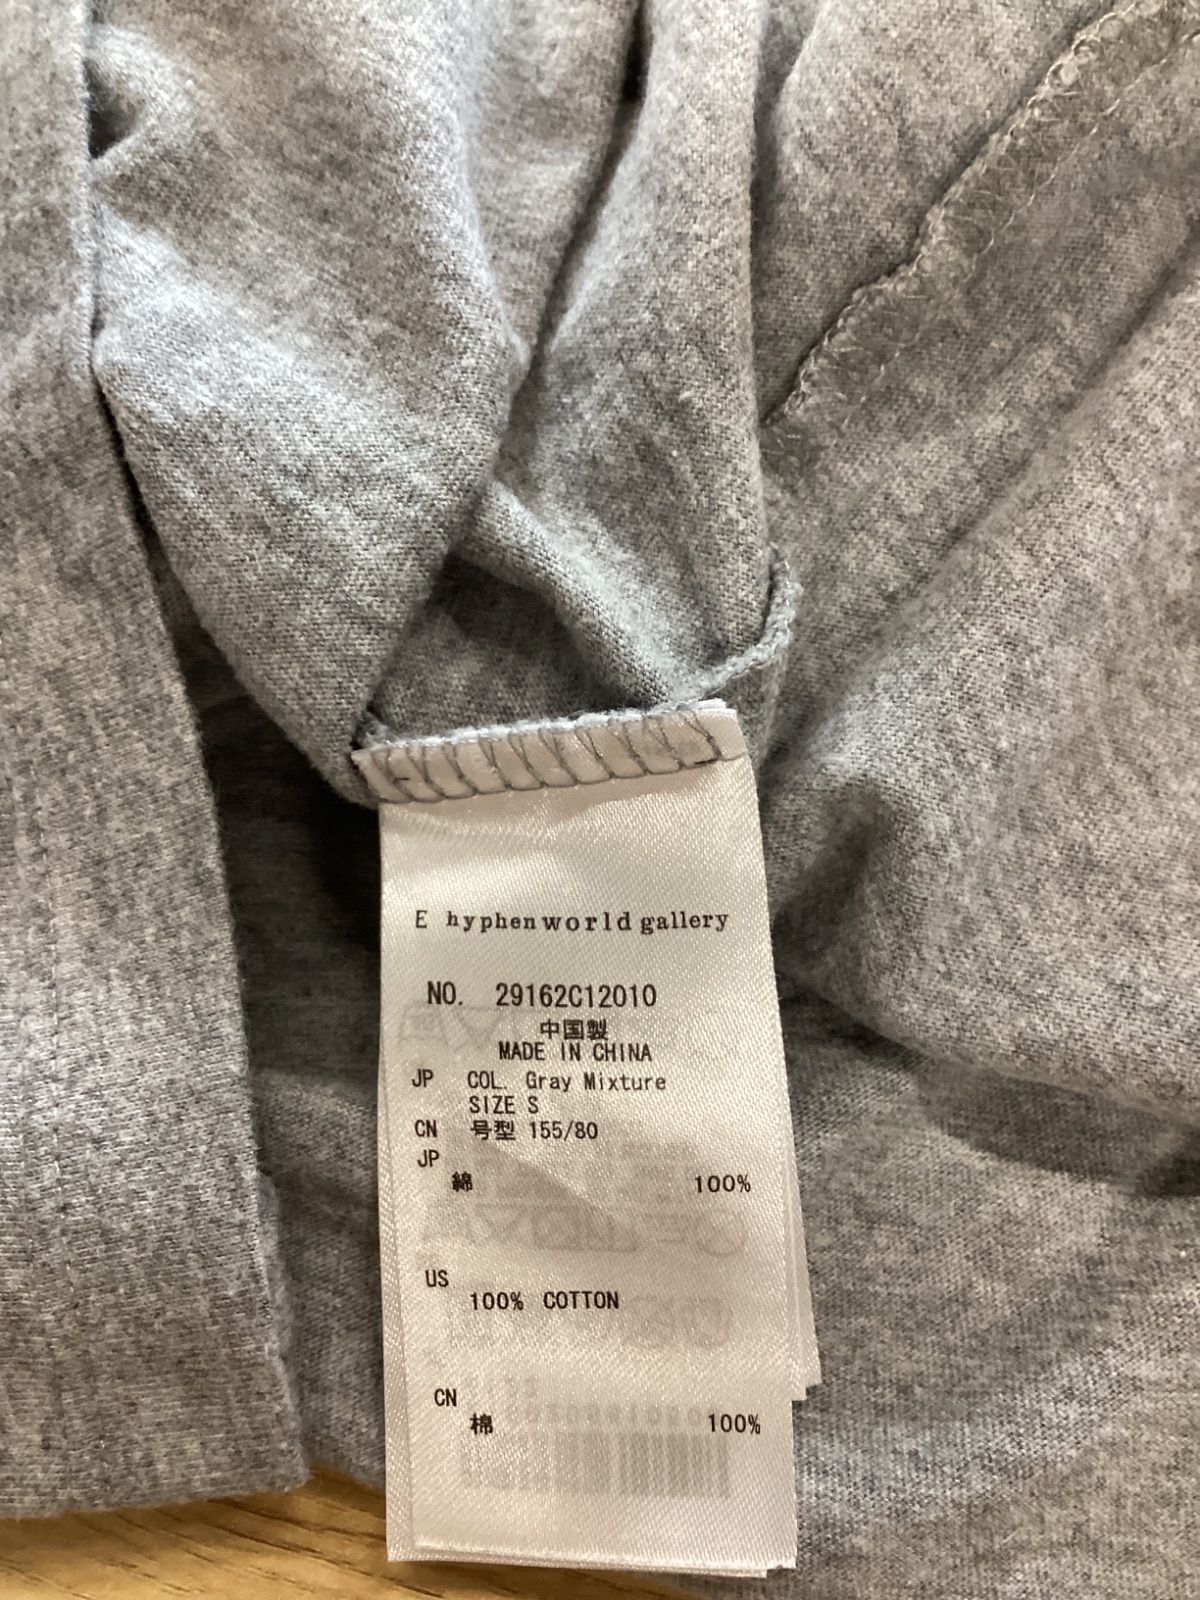 E hyphen world gallery
NO. 29162C12010
中国製
MADE IN CHINA
JP COL. Gray Mixture
SIZE S
CN 号型 155/80
JP
綿 100%
US
100% COTTON
CN
棉 100%